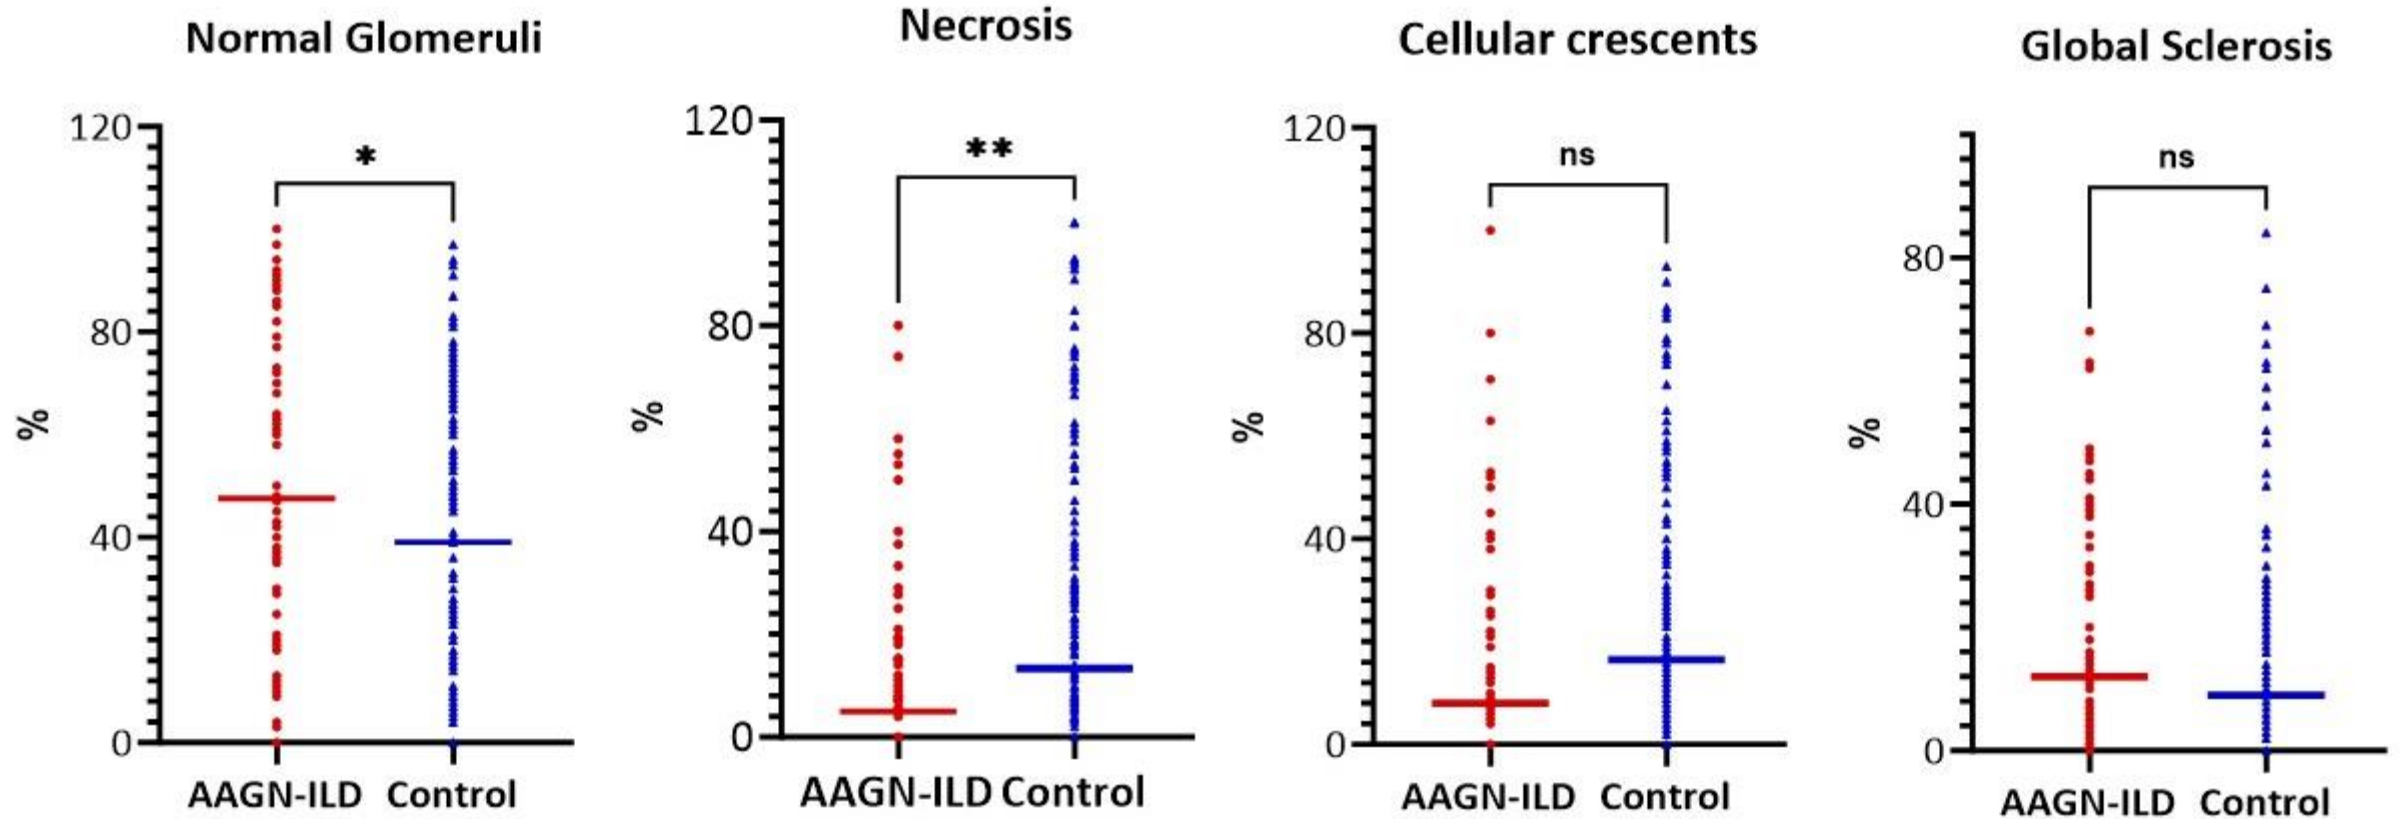 Normal Glomeruli
120
80
40
0
%
*
AAGN-ILD Control
Necrosis
120
80
40
0
%
**
AAGN-ILD Control
Cellular crescents
120
80
40
0
%
ns
AAGN-ILD Control
Global Sclerosis
80
40
0
%
ns
AAGN-ILD Control